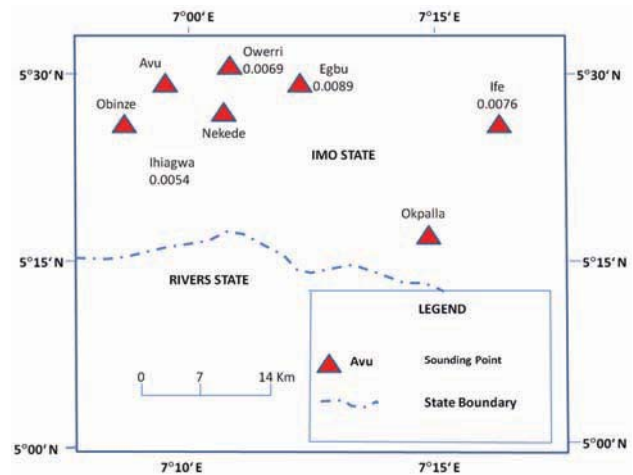 7°00′ E
7°15′ E
5°30′ N
5°30′ N
Owerri
0.0069
Avu
Egbu
0.0089
Ife
0.0076
Obinze
Nekede
Ihiagwa
0.0054
IMO STATE
Okpalla
5°15′ N
5°15′ N
RIVERS STATE
LEGEND
Avu
Sounding Point
0
7
14 Km
State Boundary
5°00′ N
5°00′ N
7°10′ E
7°15′ E